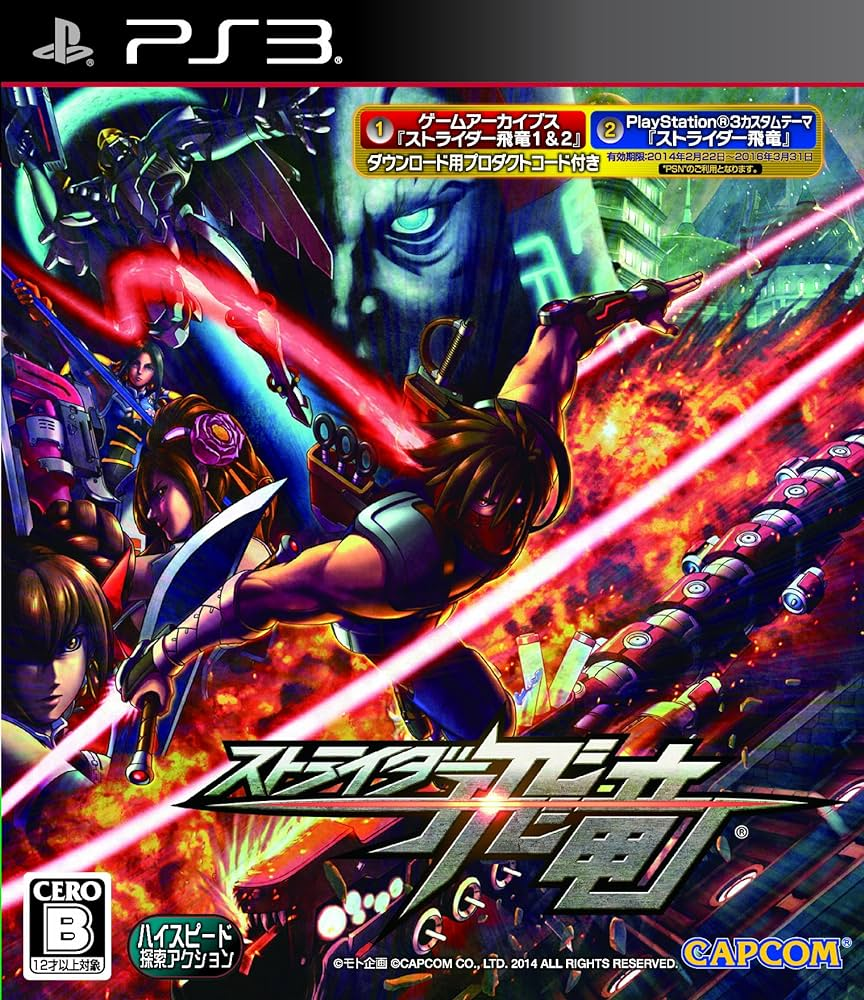 PS3®
① ゲームアーカイブス
『ストライダー飛竜1＆2』
ダウンロード用プロダクトコード付き
② PlayStation®3カスタムテーマ
『ストライダー飛竜』
有効期限:2014年2月22日〜2016年3月31日
"PSN"のご利用となります。
ストライダー飛竜®
CERO
B
12才以上対象
ハイスピード
探索アクション
©モト企画 ©CAPCOM CO., LTD. 2014 ALL RIGHTS RESERVED.
CAPCOM®